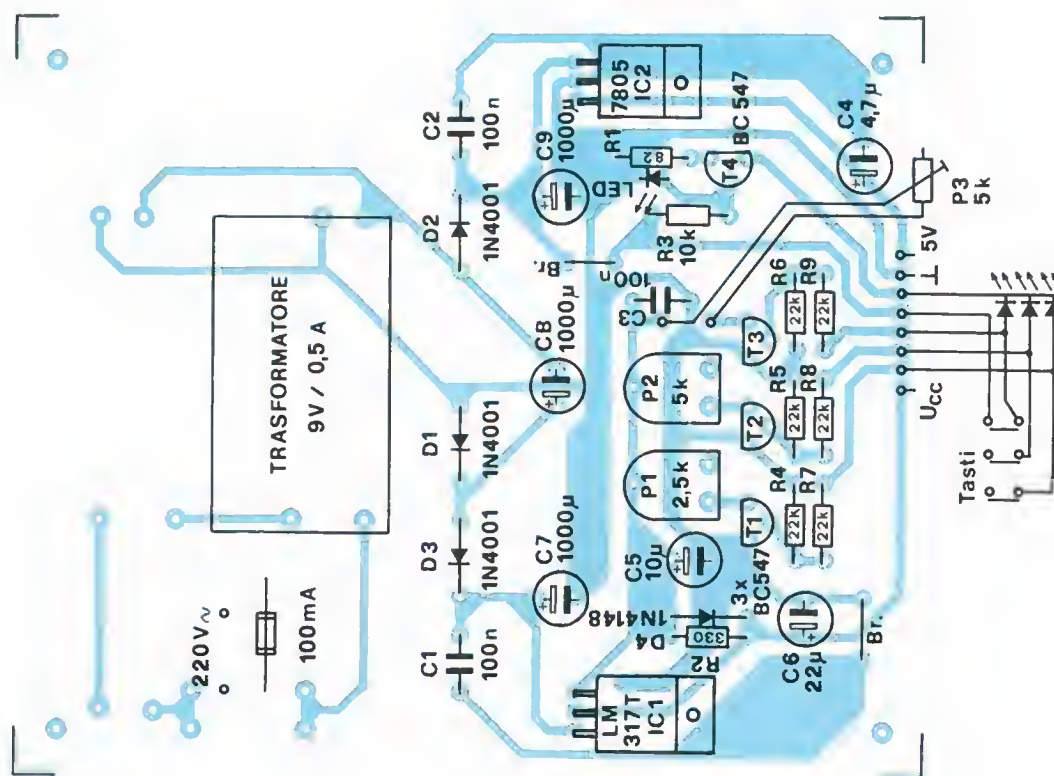 TRASFORMATORE
9V / 0,5 A
220V~
100mA
C2
100n
D2
1N4001
D1
1N4001
D3
1N4001
C1
100n
C9
1000µ
C8
1000µ
C7
1000µ
7805
IC2
R1
82
LED
BC547
T4
R3
10k
C4
4,7µ
P3
5k
Br.
100n
C3
P2
5k
P1
2,5k
C5
10µ
1N4148
D4
330
R2
LM
317T
IC1
T3
T2
T1
3x
BC547
R6
22k
R9
22k
R5
22k
R8
22k
R4
22k
R7
22k
C6
22µ
Br.
5V
⊥
UCC
Tasti